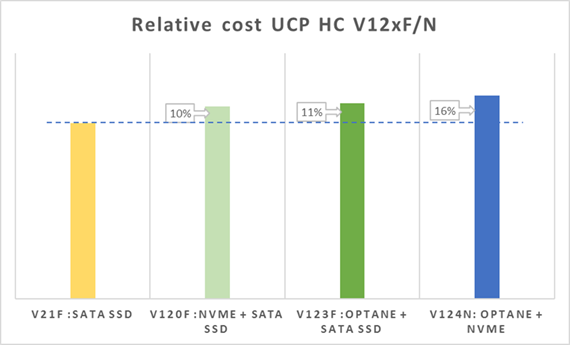 Relative cost UCP HC V12xF/N
10%
11%
16%
V21F :SATA SSD
V120F :NVME + SATA
SSD
V123F :OPTANE +
SATA SSD
V124N: OPTANE +
NVME